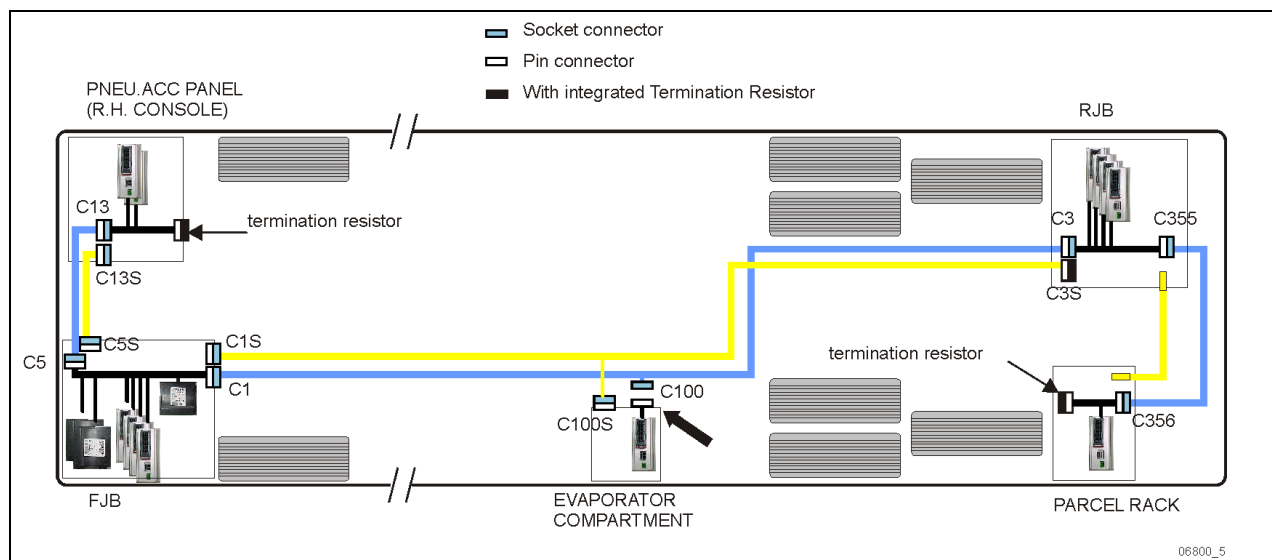 Socket connector
Pin connector
With integrated Termination Resistor
PNEU.ACC PANEL
(R.H. CONSOLE)
RJB
C13
termination resistor
C3
C355
C13S
C3S
C5
C5S
C1S
C1
termination resistor
C100
C100S
C356
FJB
EVAPORATOR
COMPARTMENT
PARCEL RACK
06800_5